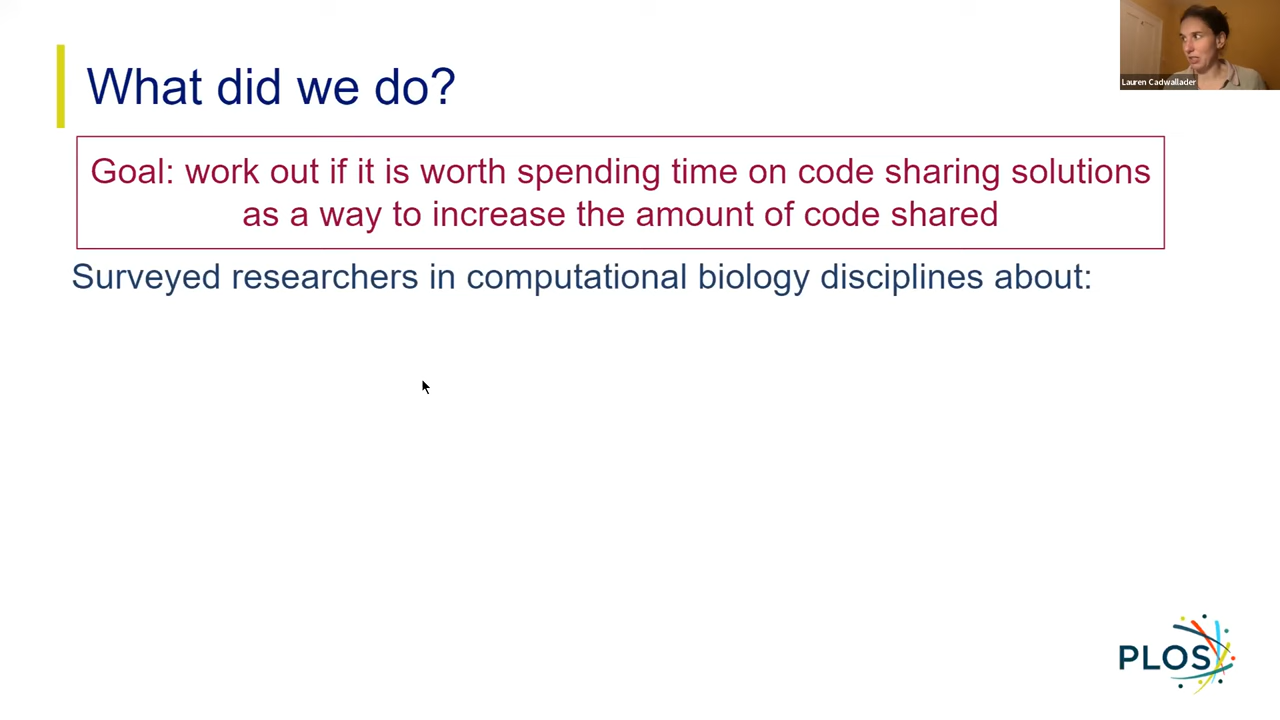 Lauren Cadwallader
What did we do?
Goal: work out if it is worth spending time on code sharing solutions
as a way to increase the amount of code shared
Surveyed researchers in computational biology disciplines about:
PLOS